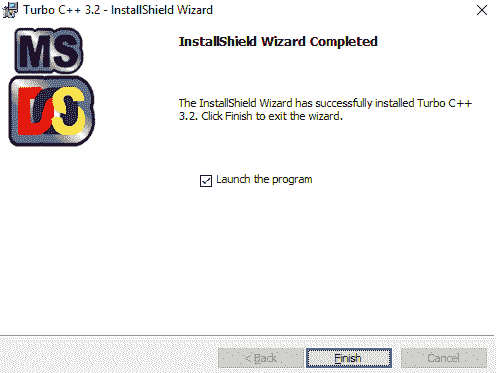 Turbo C++ 3.2 - InstallShield Wizard
MS
DS
InstallShield Wizard Completed
The InstallShield Wizard has successfully installed Turbo C++
3.2. Click Finish to exit the wizard.
Launch the program
< Back
Finish
Cancel